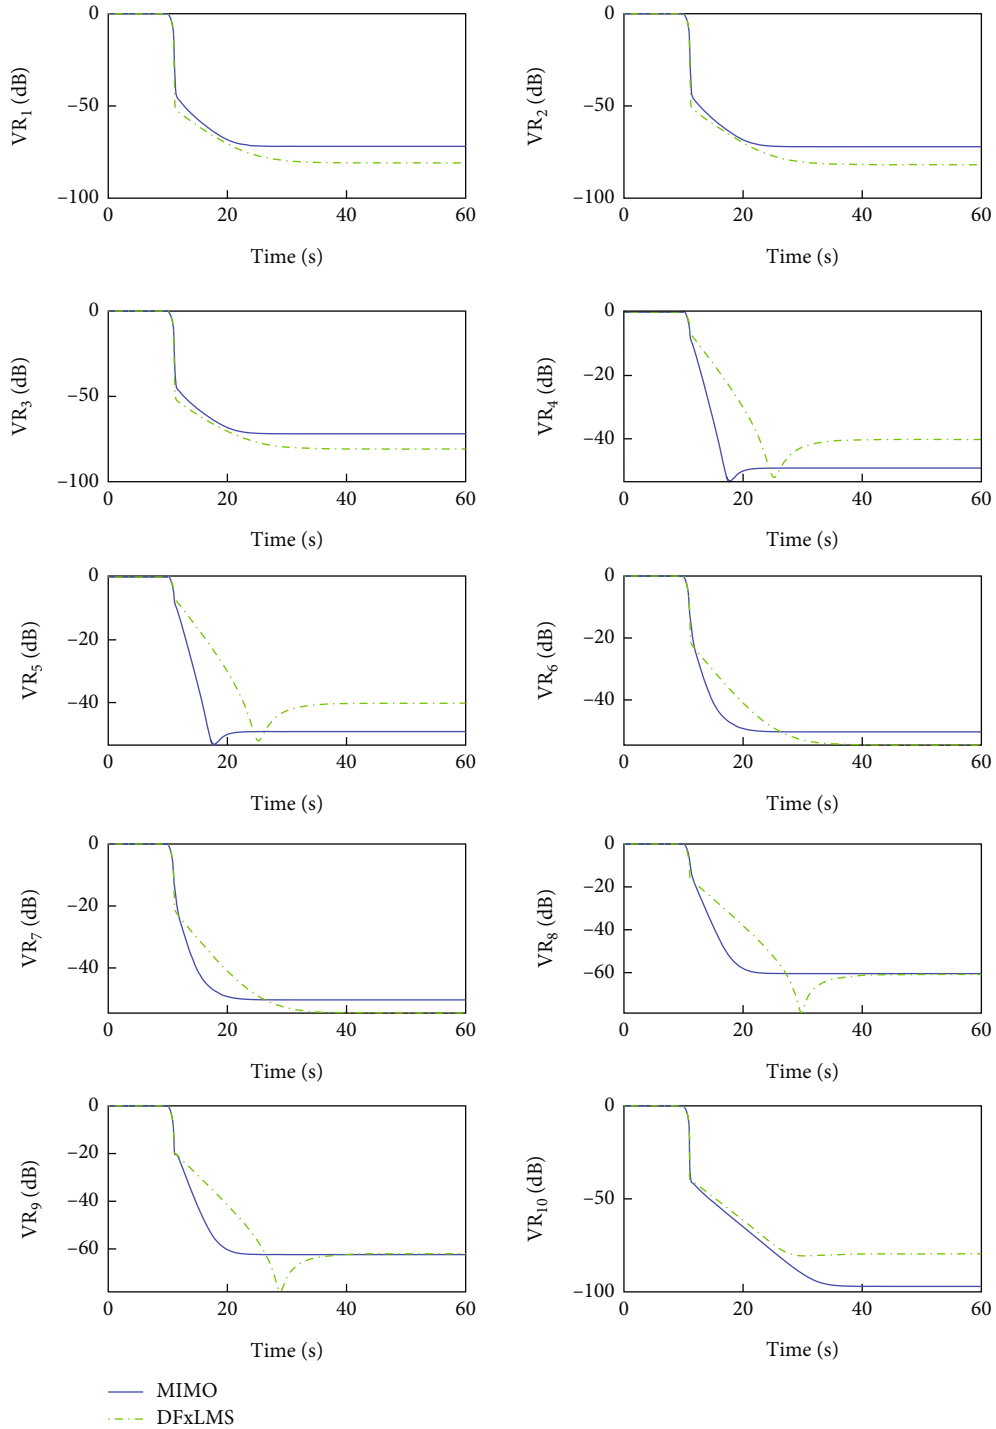 0
−50
−100
VR1 (dB)
0 20 40 60
Time (s)
0
−50
−100
VR2 (dB)
0 20 40 60
Time (s)
0
−50
−100
VR3 (dB)
0 20 40 60
Time (s)
0
−20
−40
VR4 (dB)
0 20 40 60
Time (s)
0
−20
−40
VR5 (dB)
0 20 40 60
Time (s)
0
−20
−40
VR6 (dB)
0 20 40 60
Time (s)
0
−20
−40
VR7 (dB)
0 20 40 60
Time (s)
0
−20
−40
−60
VR8 (dB)
0 20 40 60
Time (s)
0
−20
−40
−60
VR9 (dB)
0 20 40 60
Time (s)
0
−50
−100
VR10 (dB)
0 20 40 60
Time (s)
MIMO
DFxLMS